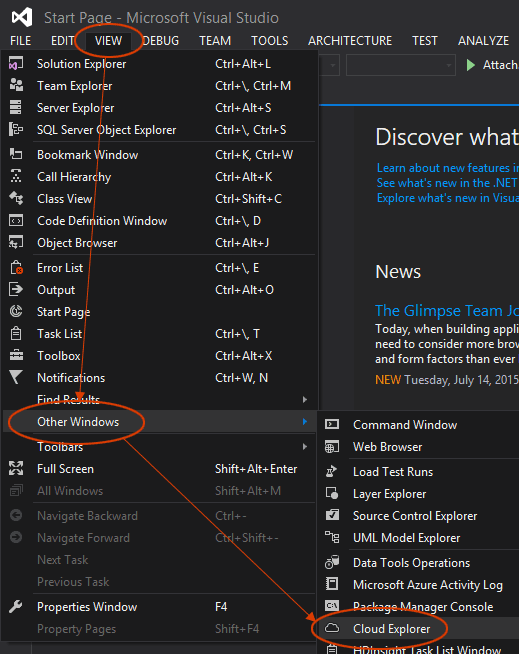 Start Page - Microsoft Visual Studio
FILE EDIT VIEW DEBUG TEAM TOOLS ARCHITECTURE TEST ANALYZE
Attach
Solution Explorer Ctrl+Alt+L
Team Explorer Ctrl+\, Ctrl+M
Server Explorer Ctrl+Alt+S
SQL Server Object Explorer Ctrl+\, Ctrl+S
Bookmark Window Ctrl+K, Ctrl+W
Call Hierarchy Ctrl+Alt+K
Class View Ctrl+Shift+C
Code Definition Window Ctrl+\, D
Object Browser Ctrl+Alt+J
Error List Ctrl+\, E
Output Ctrl+Alt+O
Start Page
Task List Ctrl+\, T
Toolbox Ctrl+Alt+X
Notifications Ctrl+W, N
Find Results
Other Windows
Toolbars
Full Screen Shift+Alt+Enter
All Windows Shift+Alt+M
Navigate Backward Ctrl+-
Navigate Forward Ctrl+Shift+-
Next Task
Previous Task
Properties Window F4
Property Pages Shift+F4
Discover what
Learn about new features in
See what's new in the .NET
Explore what's new in Visua
News
The Glimpse Team Jo
Today, when building appli
need to consider more brow
and form factors than ever
NEW Tuesday, July 14, 2015
Command Window
Web Browser
Load Test Runs
Layer Explorer
Source Control Explorer
UML Model Explorer
Data Tools Operations
Microsoft Azure Activity Log
Package Manager Console
Cloud Explorer
HDInsight Task List Window